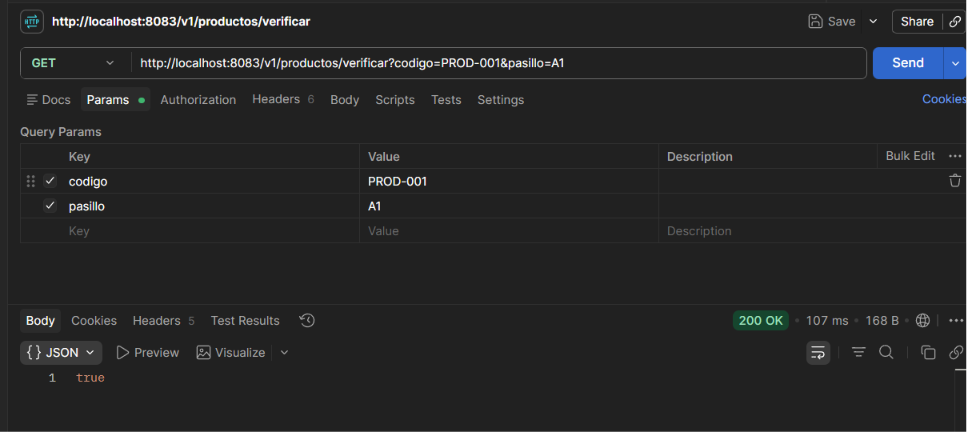 HTTP http://localhost:8083/v1/productos/verificar Save Share
GET http://localhost:8083/v1/productos/verificar?codigo=PROD-001&pasillo=A1 Send
Docs Params Authorization Headers 6 Body Scripts Tests Settings Cookies
Query Params
Key Value Description Bulk Edit
codigo PROD-001
pasillo A1
Key Value Description
Body Cookies Headers 5 Test Results 200 OK 107 ms 168 B
{} JSON Preview Visualize
1 true